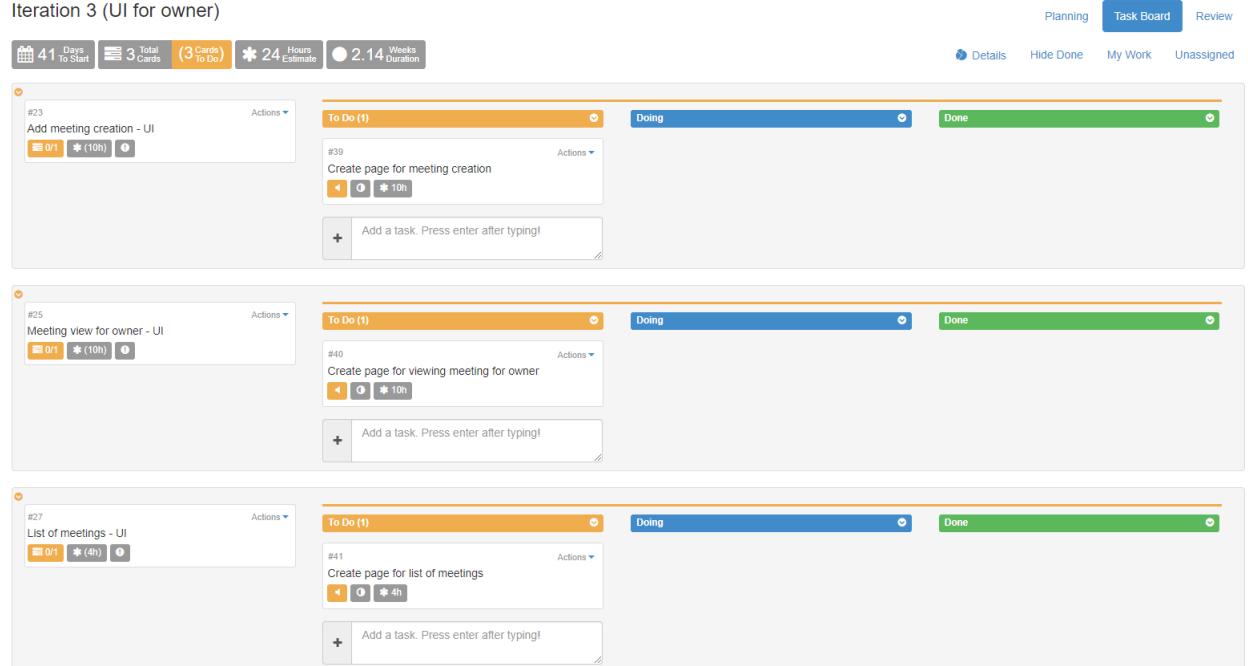 Iteration 3 (UI for owner)
Planning
Task Board
Review
41 Days To Start
3 Total Cards
(3 Cards To Do)
24 Hours Estimate
2.14 Weeks Duration
Details
Hide Done
My Work
Unassigned
#23
Actions
Add meeting creation - UI
0/1
(10h)
To Do (1)
Doing
Done
#39
Actions
Create page for meeting creation
10h
Add a task. Press enter after typing!
#25
Actions
Meeting view for owner - UI
0/1
(10h)
To Do (1)
Doing
Done
#40
Actions
Create page for viewing meeting for owner
10h
Add a task. Press enter after typing!
#27
Actions
List of meetings - UI
0/1
(4h)
To Do (1)
Doing
Done
#41
Actions
Create page for list of meetings
4h
Add a task. Press enter after typing!